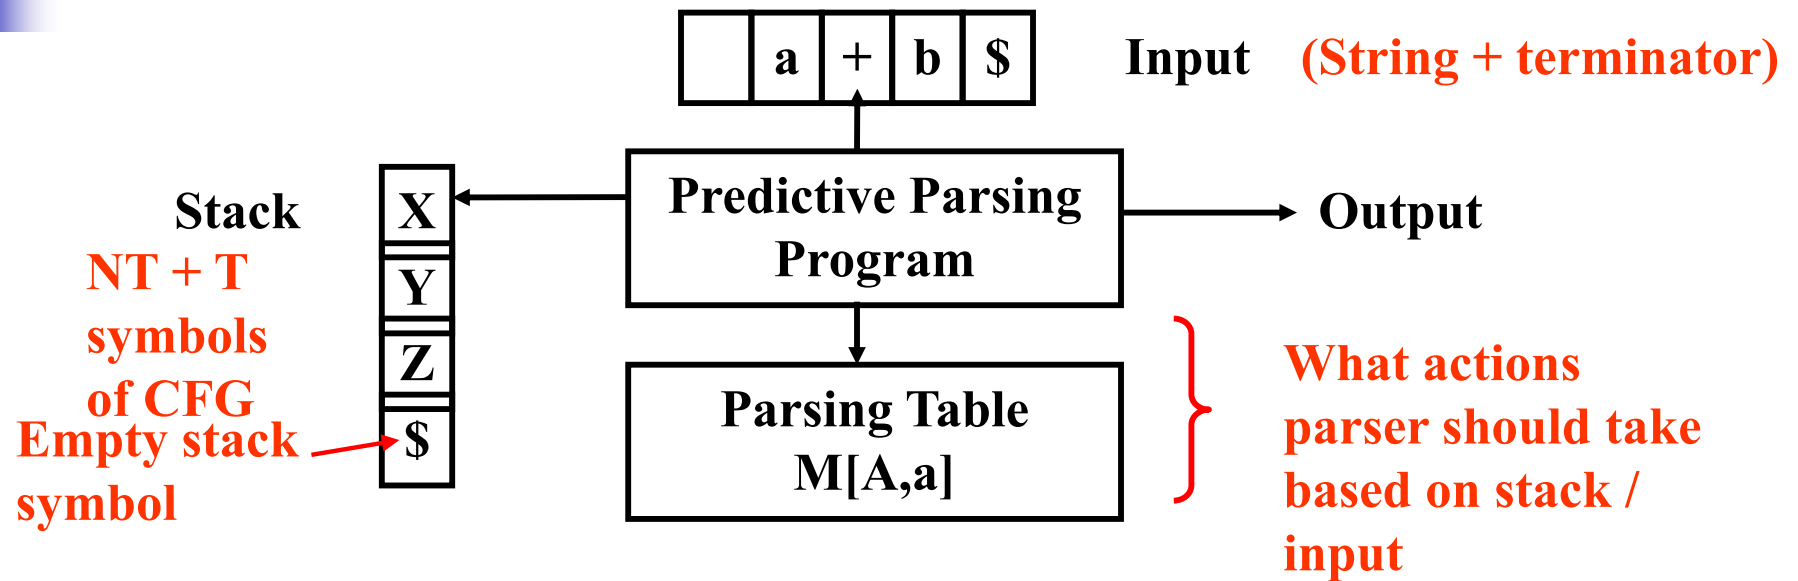 a + b $
Input (String + terminator)
Stack
NT + T
symbols
of CFG
Empty stack
symbol
X
Y
Z
$
Predictive Parsing
Program
Output
Parsing Table
M[A,a]
What actions
parser should take
based on stack /
input